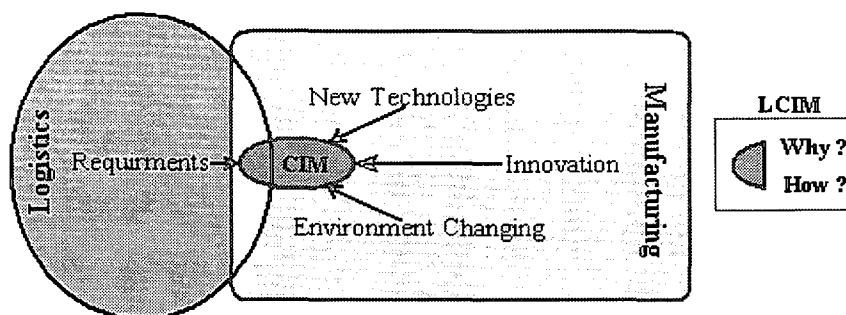 Logistics
New Technologies
Requirments
CIM
Innovation
Environment Changing
Manufacturing
LCIM
Why ?
How ?